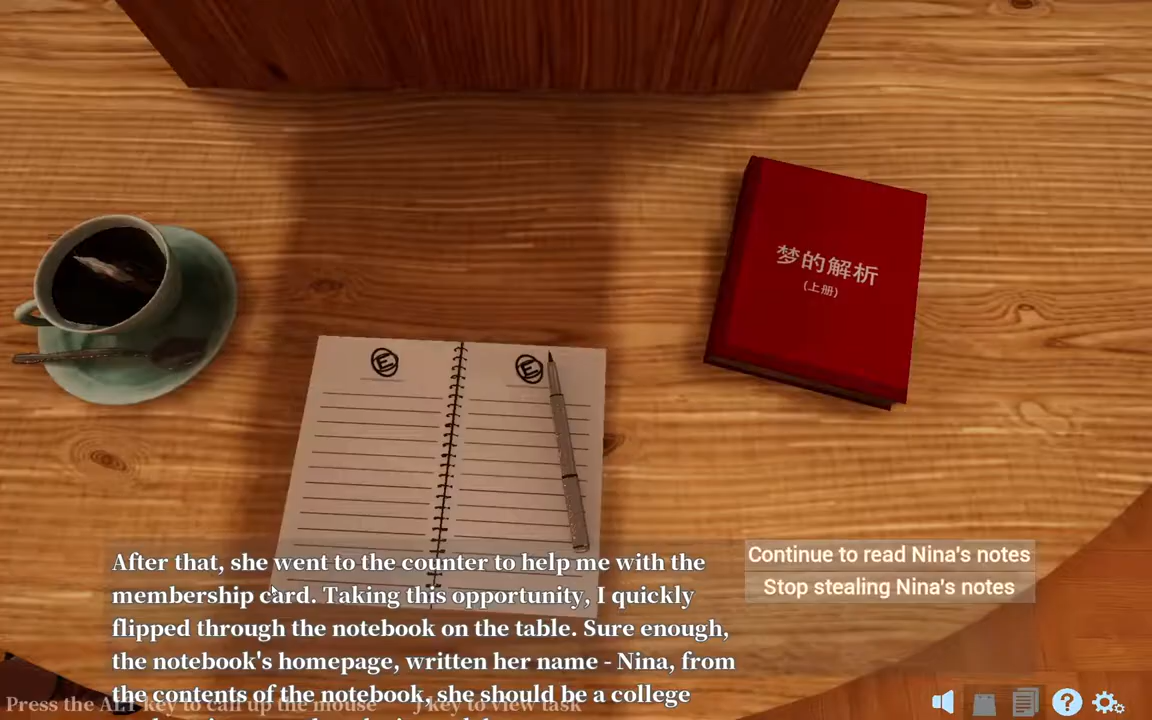 梦的解析
(上册)
E
E
After that, she went to the counter to help me with the
membership card. Taking this opportunity, I quickly
flipped through the notebook on the table. Sure enough,
the notebook's homepage, written her name - Nina, from
the contents of the notebook, she should be a college
Continue to read Nina's notes
Stop stealing Nina's notes
Press the ALT key to call up the mouse
J key to view task
?